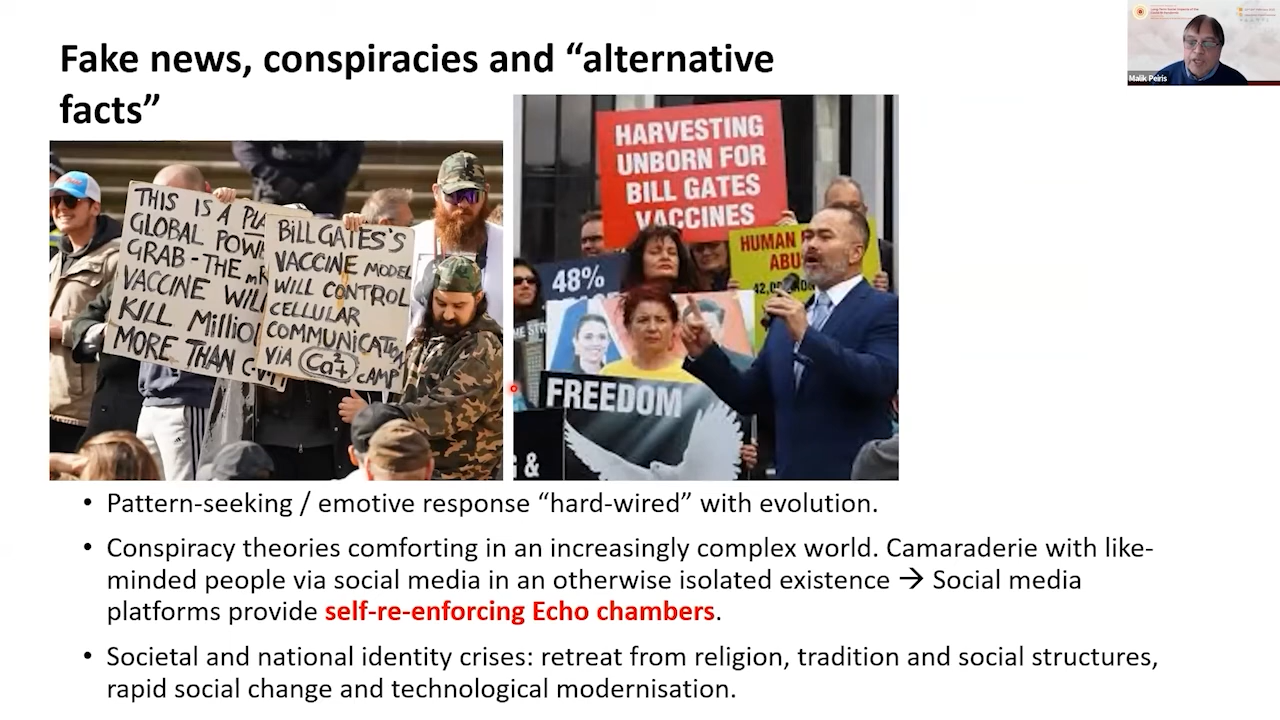 Fake news, conspiracies and “alternative
facts”
Malik Peiris
THIS IS A
GLOBAL
GRAB-THE
VACCINE
KILL
MORE THAN
BILL GATES'S
VACCINE MODEL
WILL CONTROL
CELLULAR
COMMUNICATION
VIA Ca2+ cAMP
HARVESTING
UNBORN FOR
BILL GATES
VACCINES
HUMAN
48%
FREEDOM
&
• Pattern-seeking / emotive response “hard-wired” with evolution.
• Conspiracy theories comforting in an increasingly complex world. Camaraderie with like-
minded people via social media in an otherwise isolated existence → Social media
platforms provide self-re-enforcing Echo chambers.
• Societal and national identity crises: retreat from religion, tradition and social structures,
rapid social change and technological modernisation.